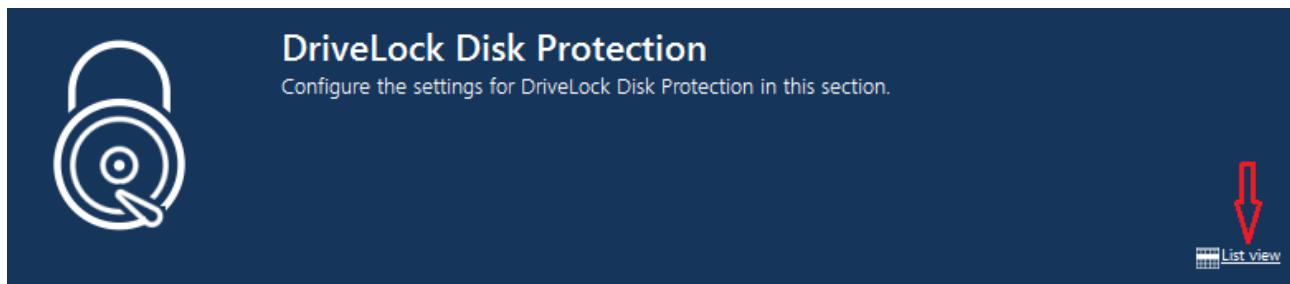 DriveLock Disk Protection
Configure the settings for DriveLock Disk Protection in this section.
List view